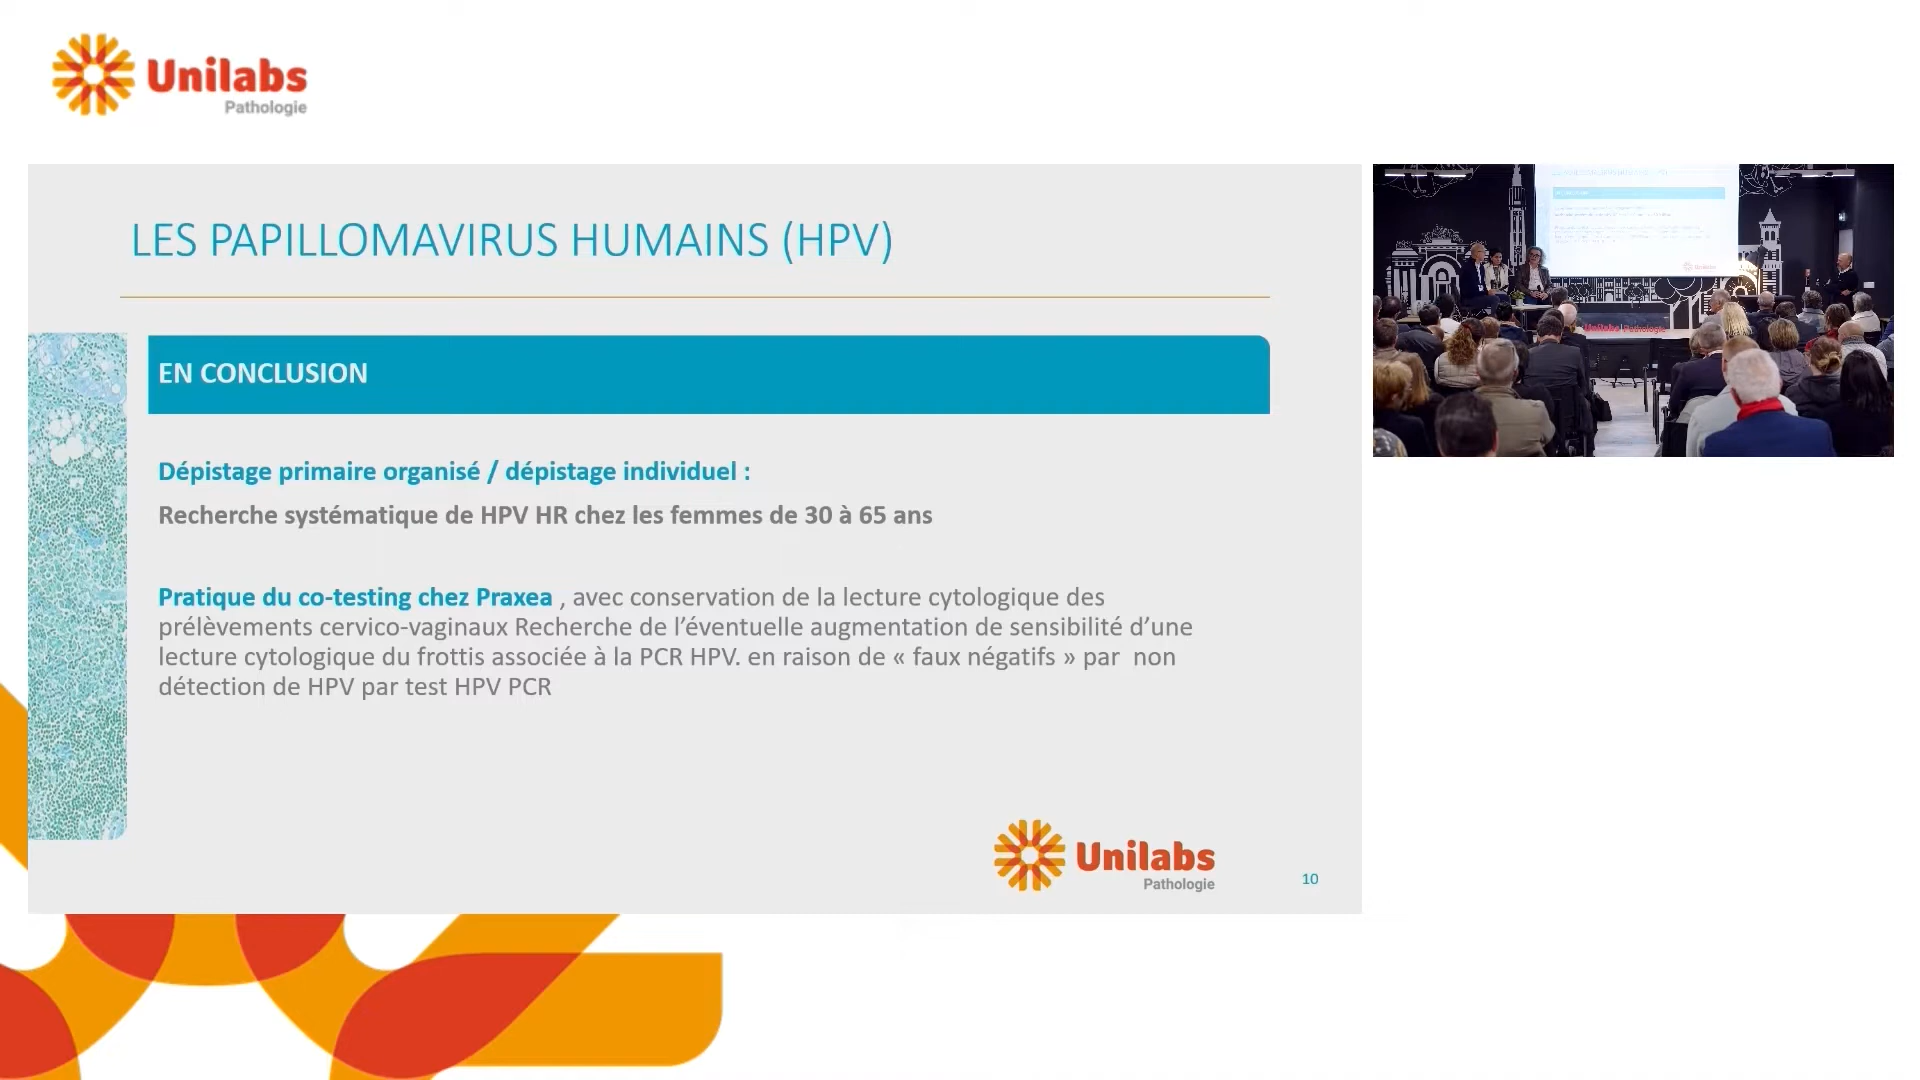 Unilabs
Pathologie
LES PAPILLOMAVIRUS HUMAINS (HPV)
EN CONCLUSION
Dépistage primaire organisé / dépistage individuel :
Recherche systématique de HPV HR chez les femmes de 30 à 65 ans
Pratique du co-testing chez Praxea , avec conservation de la lecture cytologique des
prélèvements cervico-vaginaux Recherche de l’éventuelle augmentation de sensibilité d’une
lecture cytologique du frottis associée à la PCR HPV. en raison de « faux négatifs » par  non
détection de HPV par test HPV PCR
Unilabs
Pathologie
10
Unilabs Pathologie